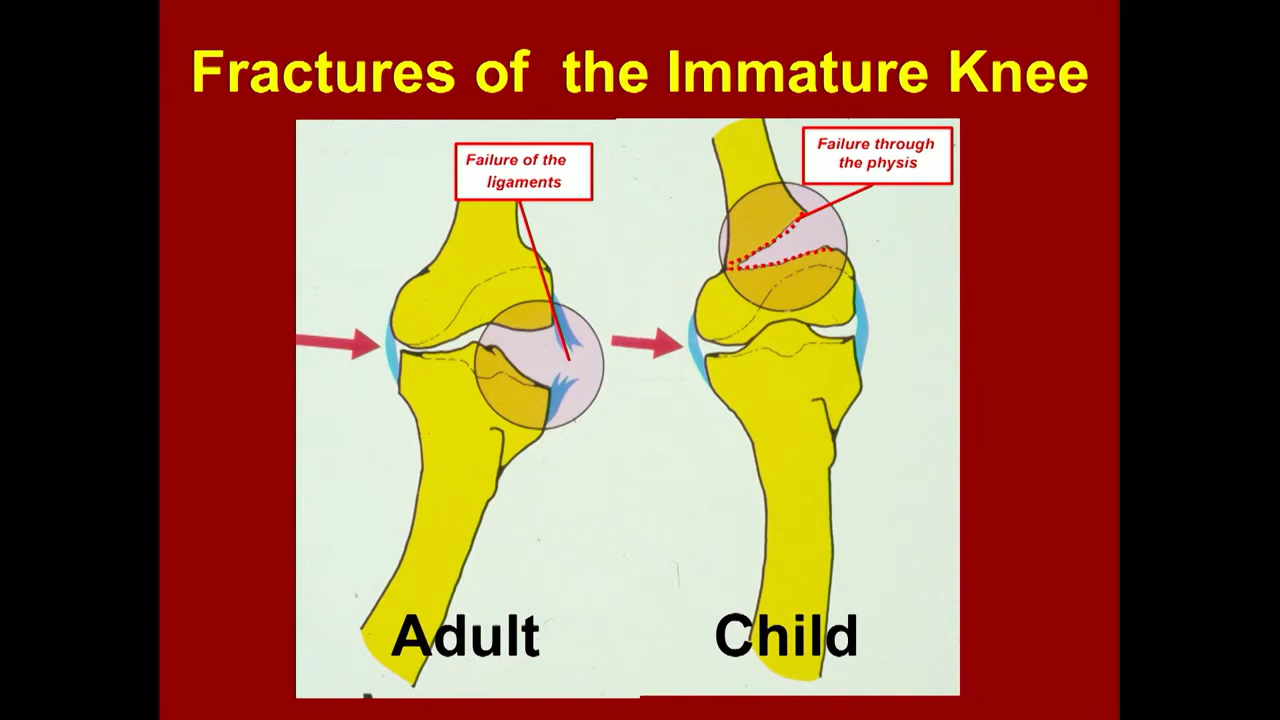 Fractures of the Immature Knee
Failure of the
ligaments
Failure through
the physis
Adult
Child